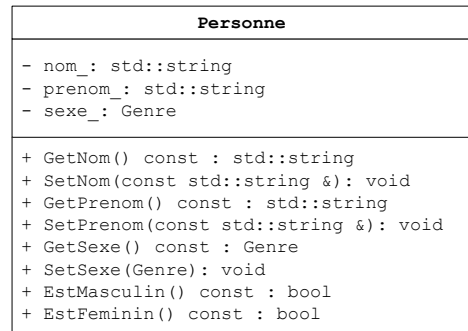 Personne
- nom_: std::string
- prenom_: std::string
- sexe_: Genre
+ GetNom() const : std::string
+ SetNom(const std::string &): void
+ GetPrenom() const : std::string
+ SetPrenom(const std::string &): void
+ GetSexe() const : Genre
+ SetSexe(Genre): void
+ EstMasculin() const : bool
+ EstFeminin() const : bool